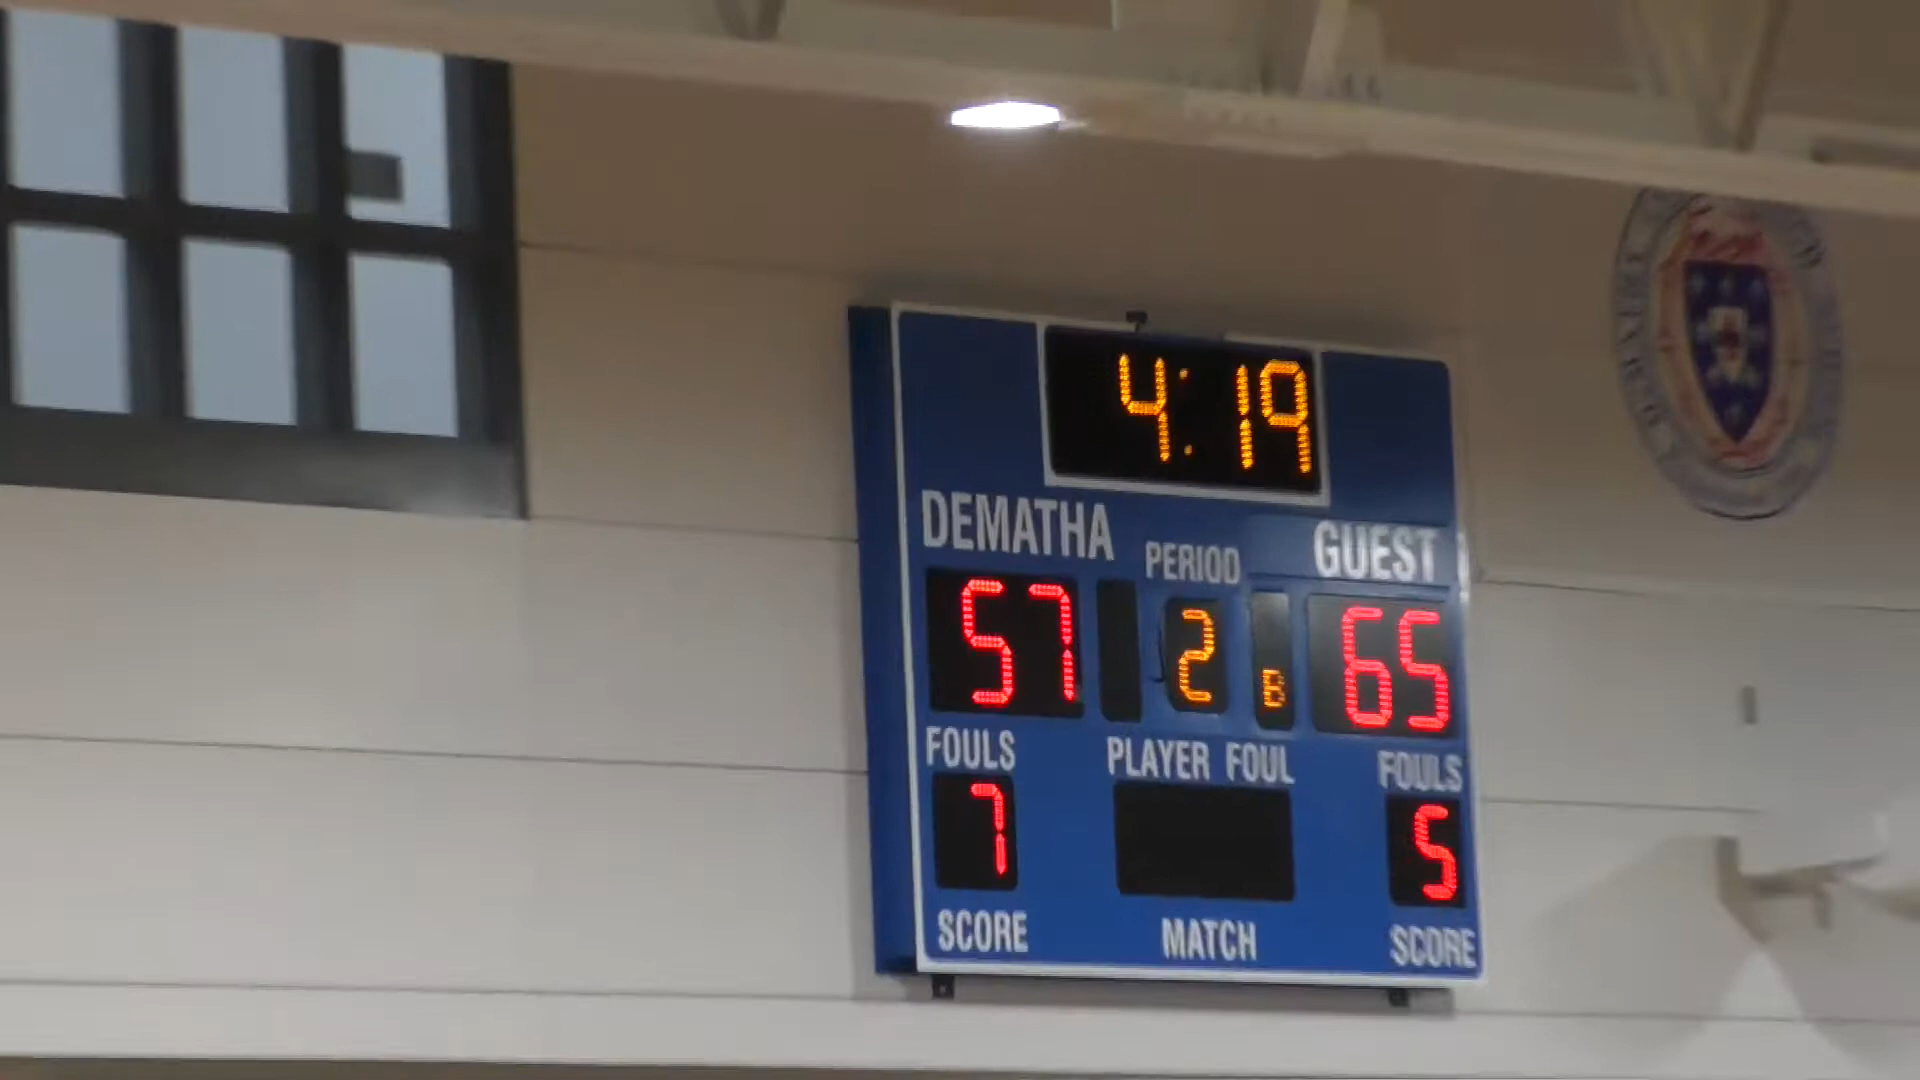 4:19
DEMATHA PERIOD GUEST
57 2 B 65
FOULS PLAYER FOUL FOULS
7 5
SCORE MATCH SCORE